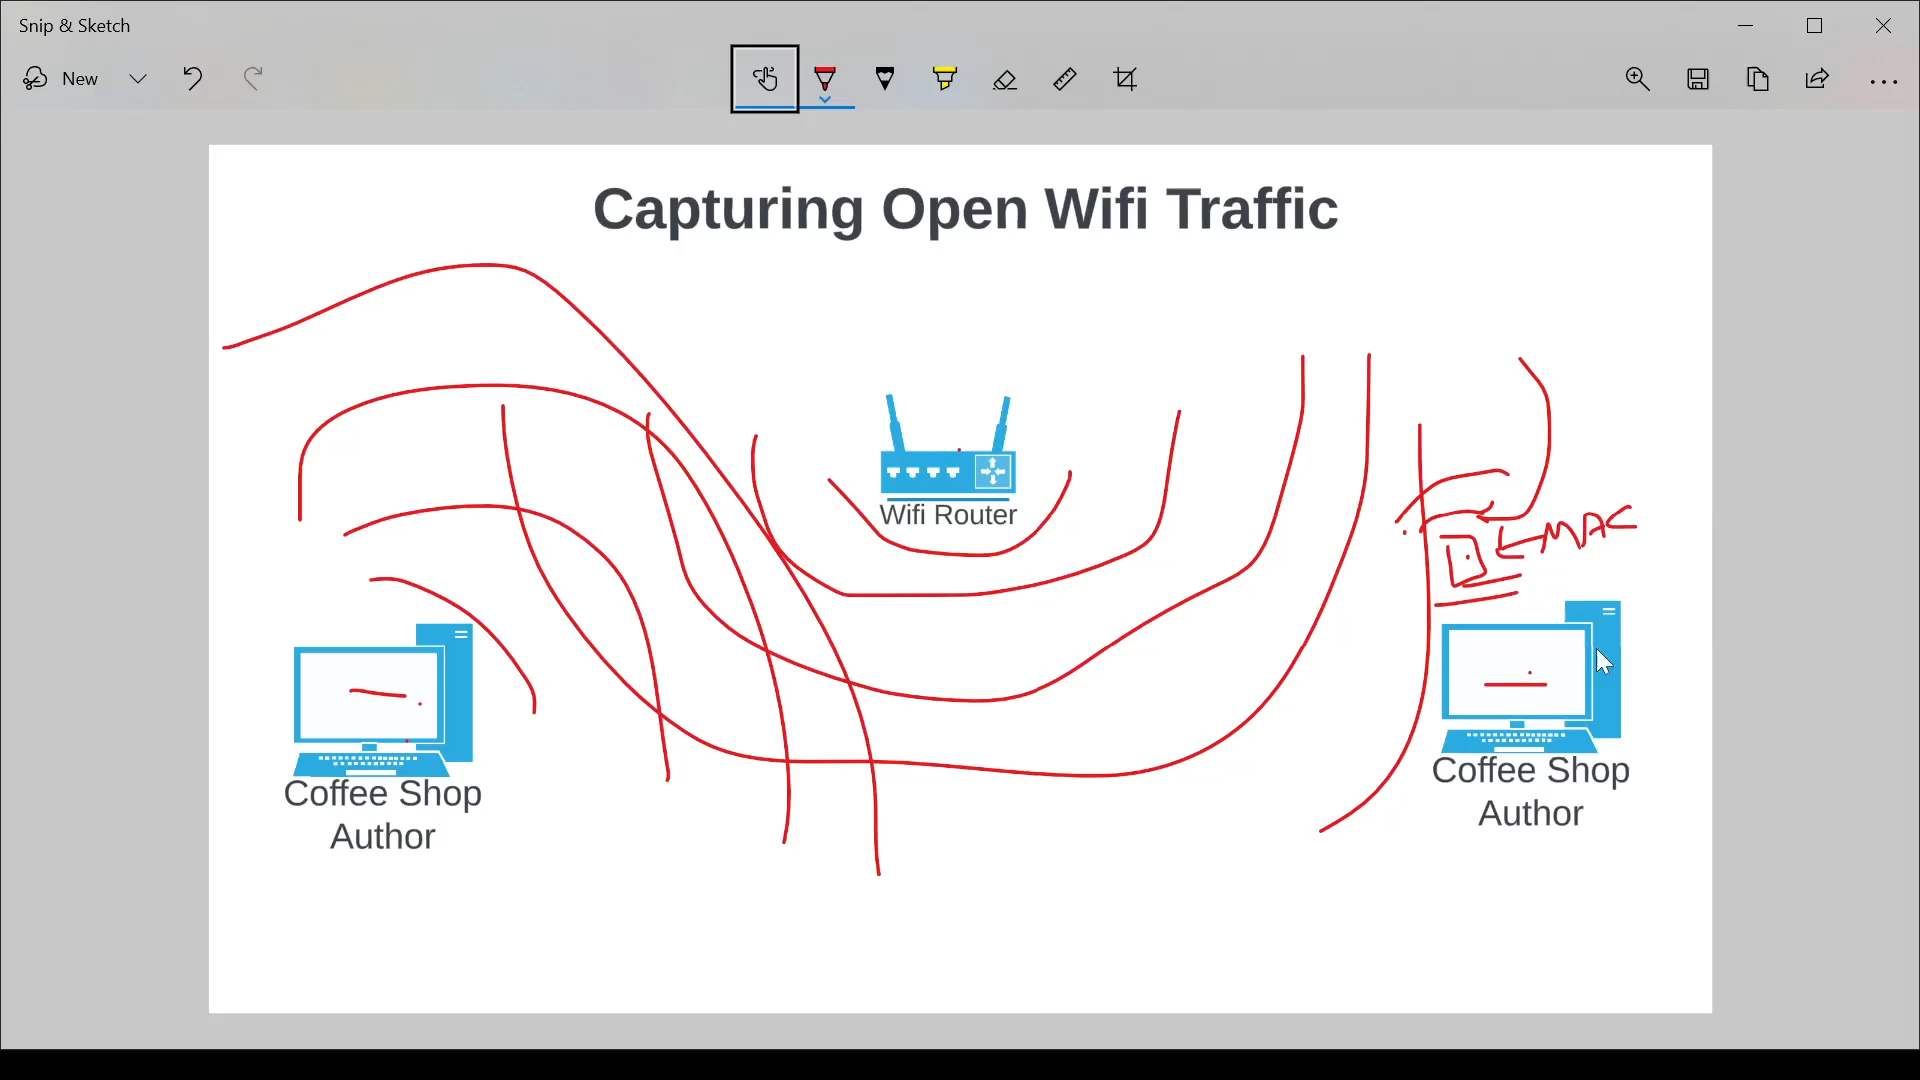 Snip & Sketch
New
Capturing Open Wifi Traffic
Wifi Router
MAC
Coffee Shop
Author
Coffee Shop
Author